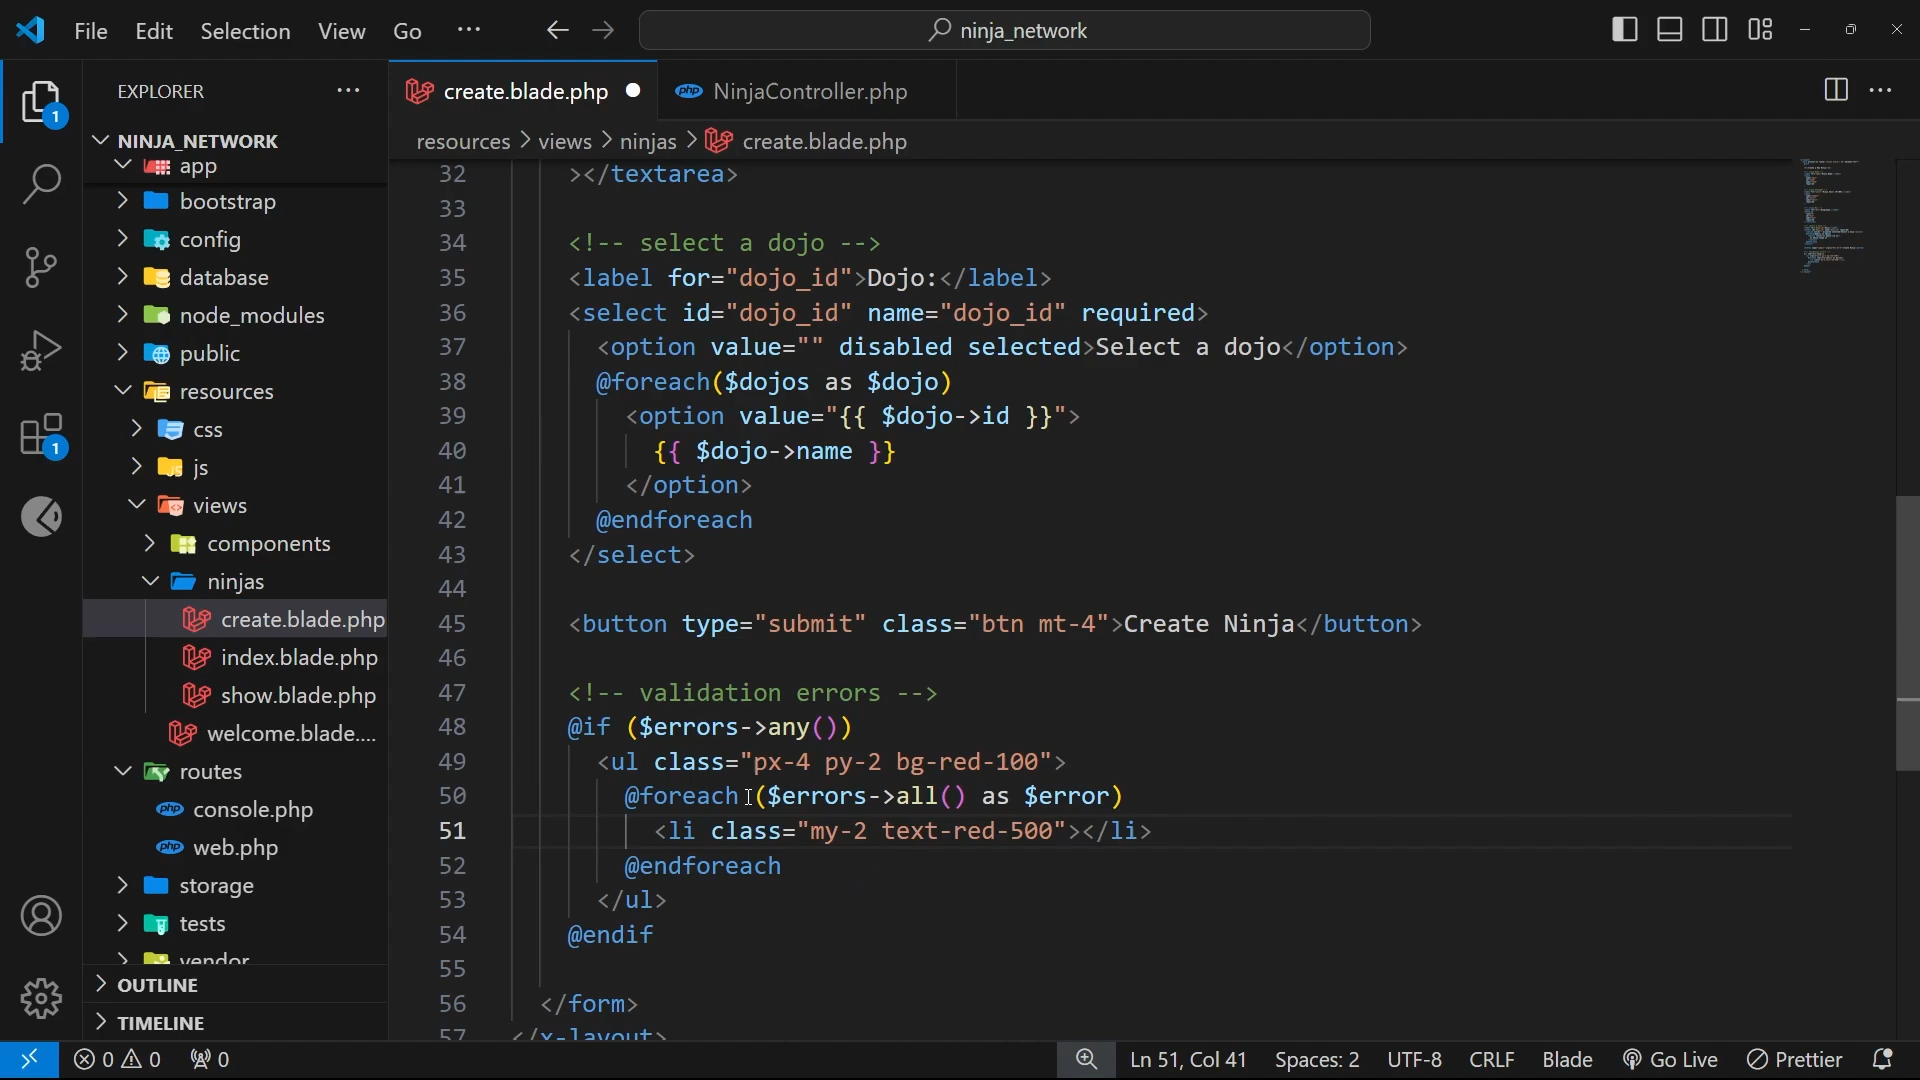 File Edit Selection View Go ···
ninja_network
EXPLORER
NINJA_NETWORK
app
bootstrap
config
database
node_modules
public
resources
css
js
views
components
ninjas
create.blade.php
index.blade.php
show.blade.php
welcome.blade....
routes
console.php
web.php
storage
tests
vendor
OUTLINE
TIMELINE
1
1
create.blade.php
php NinjaController.php
resources > views > ninjas > create.blade.php
32 ></textarea>
33
34 <!-- select a dojo -->
35 <label for="dojo_id">Dojo:</label>
36 <select id="dojo_id" name="dojo_id" required>
37 <option value="" disabled selected>Select a dojo</option>
38 @foreach($dojos as $dojo)
39 <option value="{{ $dojo->id }}">
40 {{ $dojo->name }}
41 </option>
42 @endforeach
43 </select>
44
45 <button type="submit" class="btn mt-4">Create Ninja</button>
46
47 <!-- validation errors -->
48 @if ($errors->any())
49 <ul class="px-4 py-2 bg-red-100">
50 @foreach ($errors->all() as $error)
51 <li class="my-2 text-red-500"></li>
52 @endforeach
53 </ul>
54 @endif
55
56 </form>
57 </x-layout>
0 0 0
Ln 51, Col 41 Spaces: 2 UTF-8 CRLF Blade Go Live Prettier